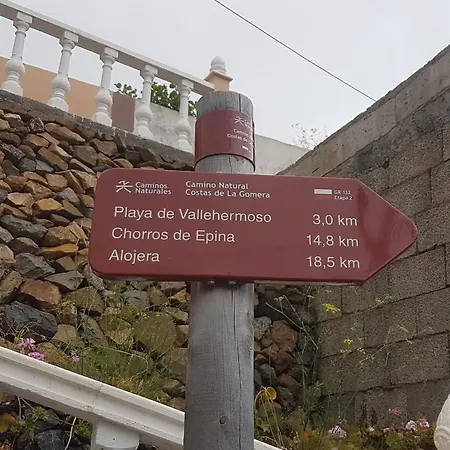 Caminos
Naturales
Camino Natural
Costas de La Gomera
GR 132
Etapa 2
Playa de Vallehermoso 3,0 km
Chorros de Epina 14,8 km
Alojera 18,5 km